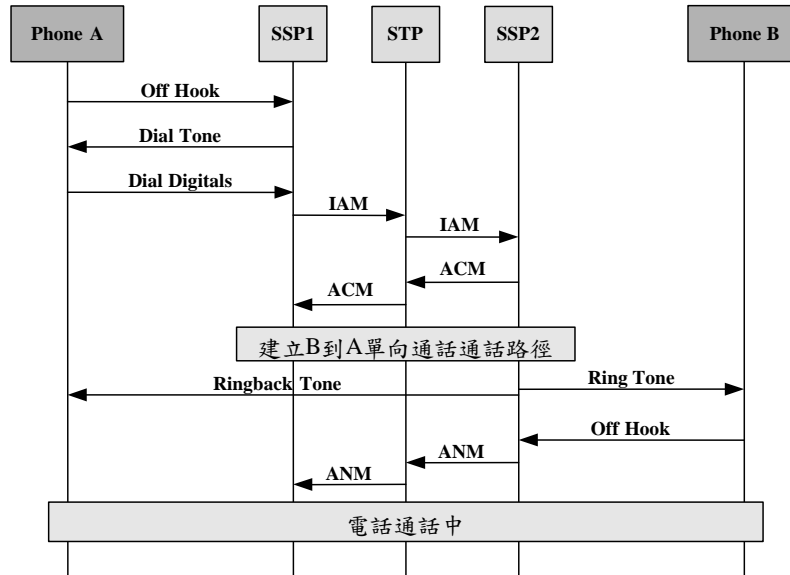 Phone A
SSP1
STP
SSP2
Phone B
Off Hook
Dial Tone
Dial Digitals
IAM
IAM
ACM
ACM
建立B到A單向通話通話路徑
Ring Tone
Ringback Tone
Off Hook
ANM
ANM
電話通話中